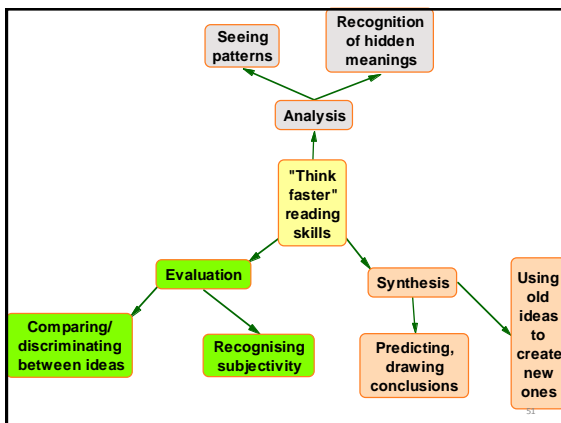 Seeing
patterns
Recognition
of hidden
meanings
Analysis
"Think
faster"
reading
skills
Evaluation
Synthesis
Comparing/
discriminating
between ideas
Recognising
subjectivity
Predicting,
drawing
conclusions
Using
old
ideas
to
create
new
ones
51